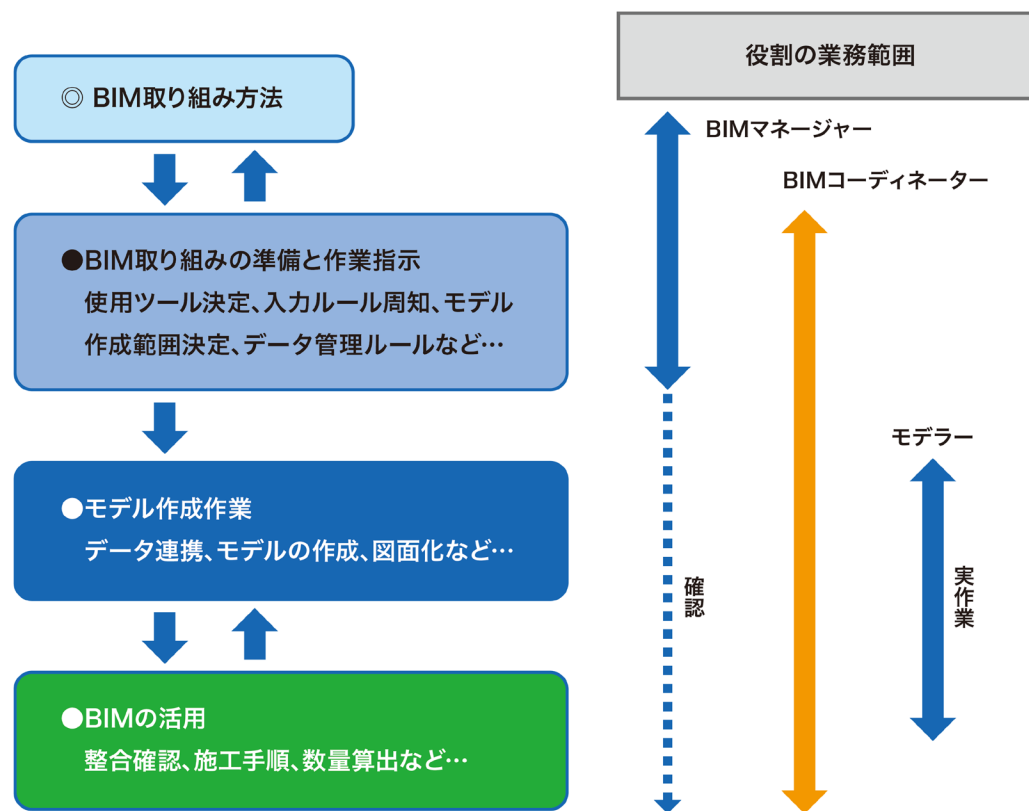 役割の業務範囲
◎ BIM取り組み方法
BIMマネージャー
BIMコーディネーター
●BIM取り組みの準備と作業指示
使用ツール決定、入力ルール周知、モデル
作成範囲決定、データ管理ルールなど…
モデラー
●モデル作成作業
データ連携、モデルの作成、図面化など…
確認
実作業
●BIMの活用
整合確認、施工手順、数量算出など…